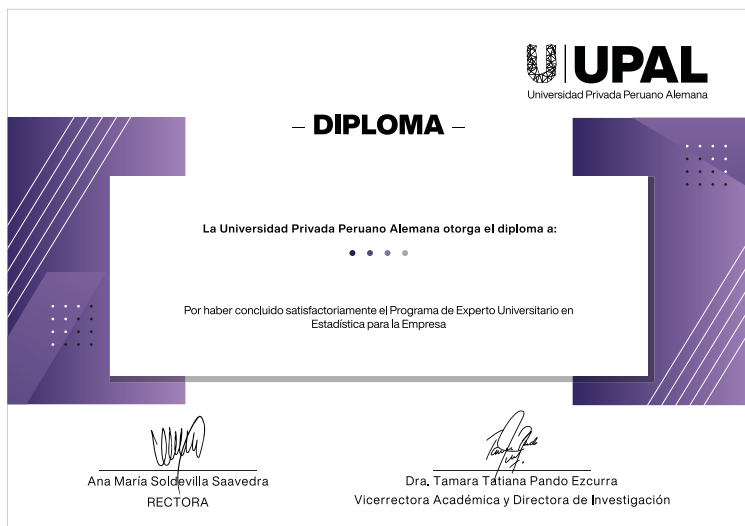 UPAL
Universidad Privada Peruano Alemana
– DIPLOMA –
La Universidad Privada Peruano Alemana otorga el diploma a:
Por haber concluido satisfactoriamente el Programa de Experto Universitario en
Estadística para la Empresa
Ana María Soldevilla Saavedra
RECTORA
Dra. Tamara Tatiana Pando Ezcurra
Vicerrectora Académica y Directora de Investigación